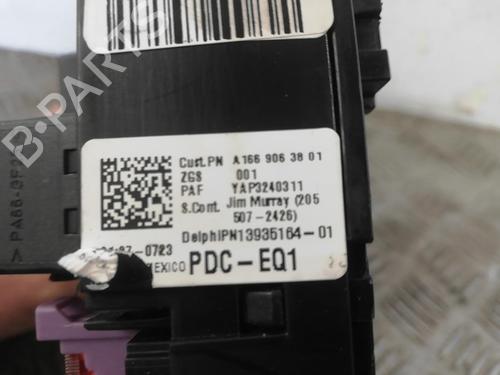 Cust.PN A166 906 38 01
ZGS 001
PAF YAP3240311
S.Cont. Jim Murray (205
507-2426)
DelphiPN13935164-01
PDC-EQ1
MEXICO
B-PARTS